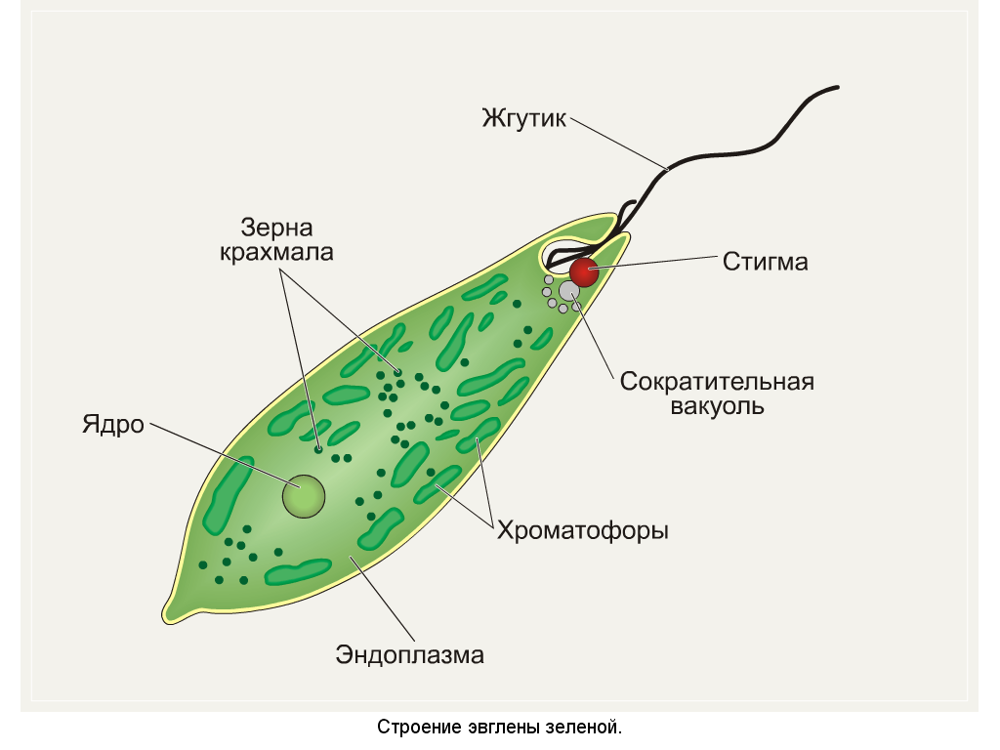 Жгутик
Зерна
крахмала
Стигма
Сократительная
вакуоль
Ядро
Хроматофоры
Эндоплазма
Строение эвглены зеленой.